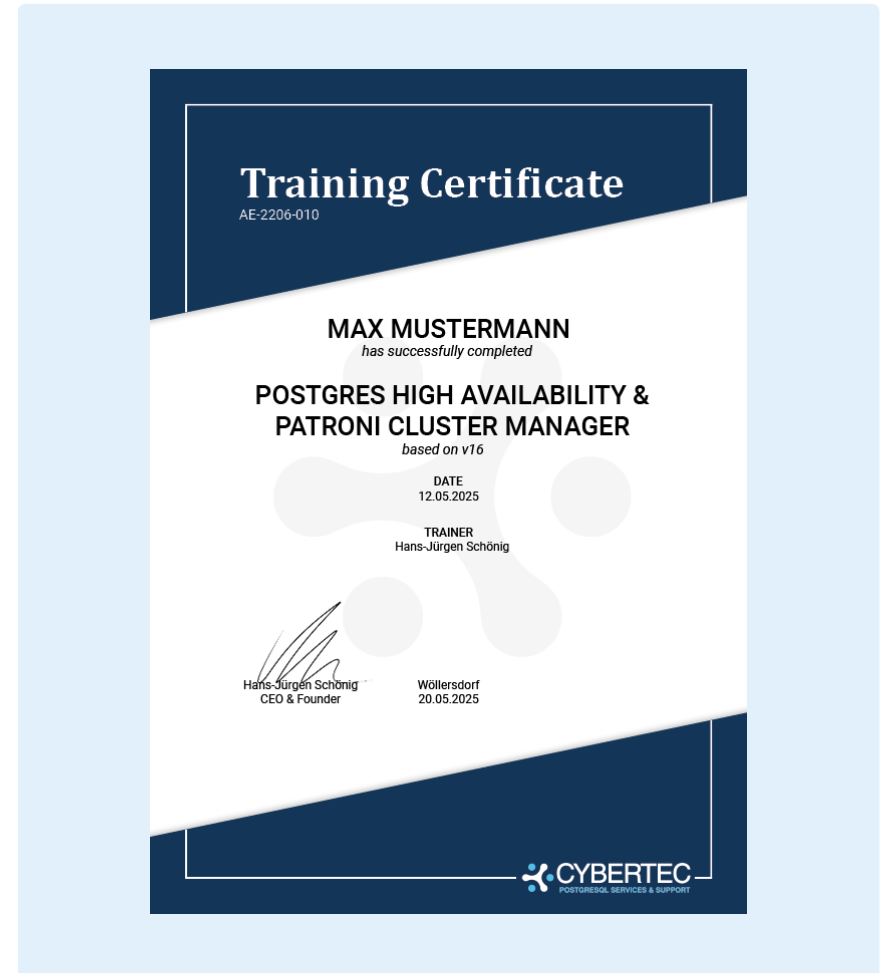 Training Certificate
AE-2206-010
MAX MUSTERMANN
has successfully completed
POSTGRES HIGH AVAILABILITY &
PATRONI CLUSTER MANAGER
based on v16
DATE
12.05.2025
TRAINER
Hans-Jürgen Schönig
Hans-Jürgen Schönig
CEO & Founder
Wöllersdorf
20.05.2025
CYBERTEC
POSTGRESQL SERVICES & SUPPORT